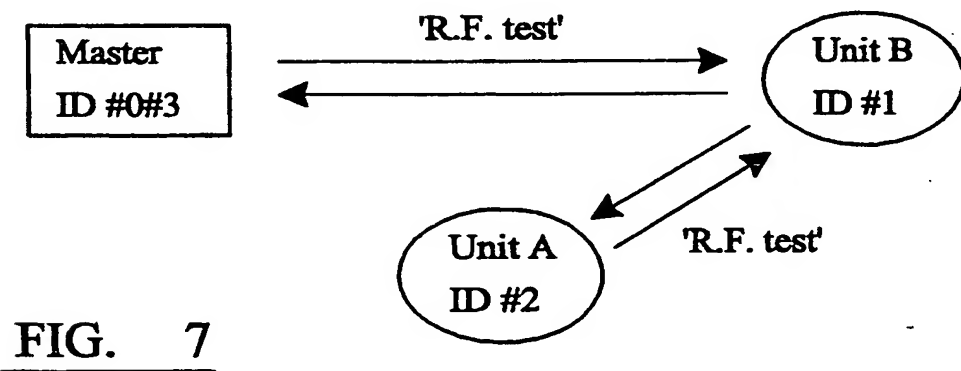 'R.F. test'
Master
ID #0#3
Unit B
ID #1
Unit A
ID #2
'R.F. test'
FIG. 7